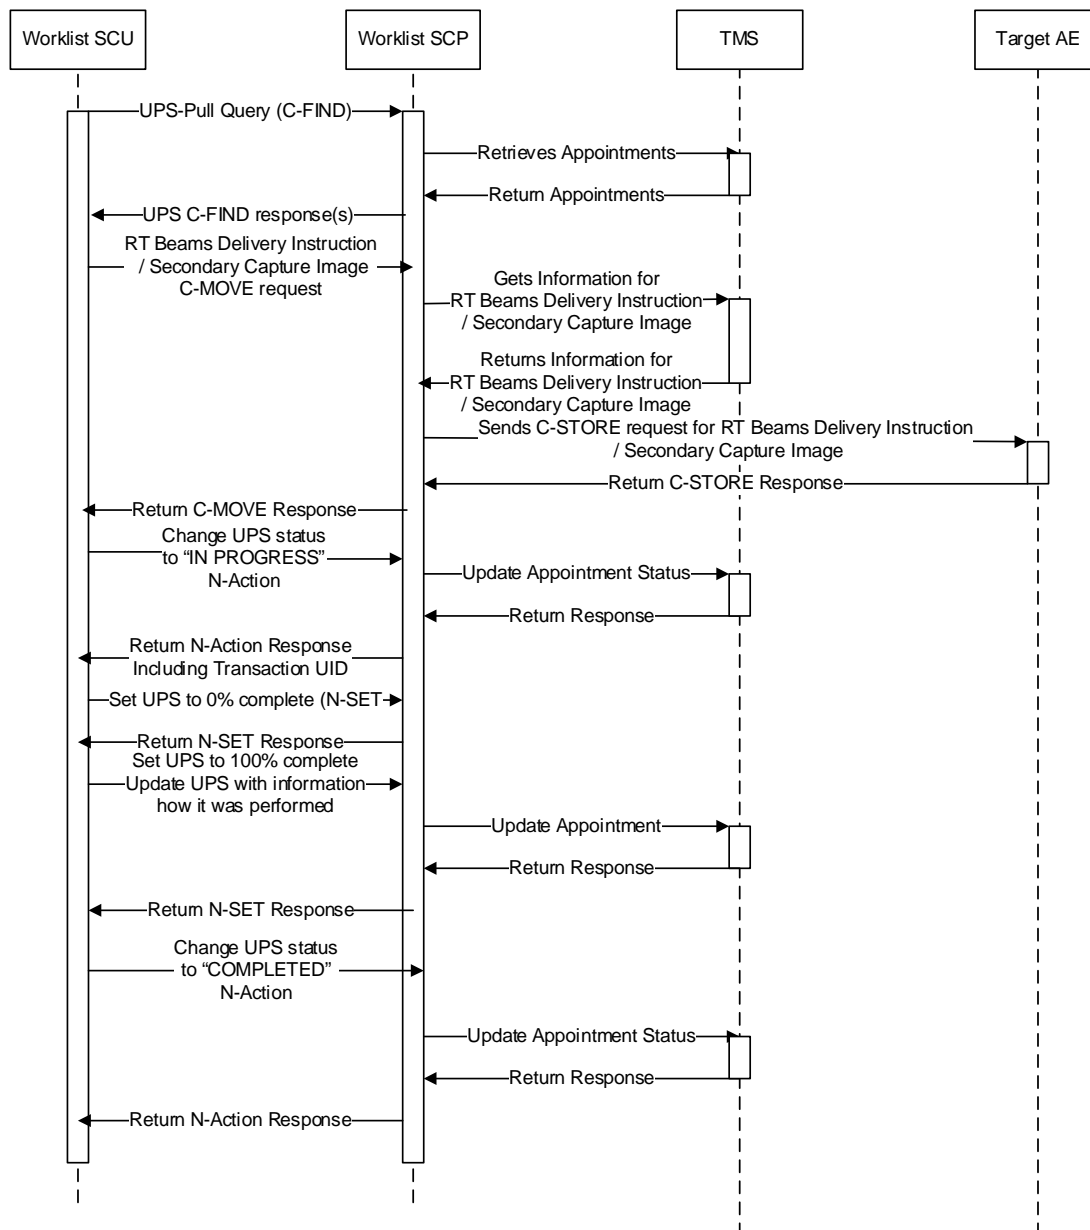 Worklist SCU
Worklist SCP
TMS
Target AE
UPS-Pull Query (C-FIND)
Retrieves Appointments
Return Appointments
UPS C-FIND response(s)
RT Beams Delivery Instruction
/ Secondary Capture Image
C-MOVE request
Gets Information for
RT Beams Delivery Instruction
/ Secondary Capture Image
Returns Information for
RT Beams Delivery Instruction
/ Secondary Capture Image
Sends C-STORE request for RT Beams Delivery Instruction
/ Secondary Capture Image
Return C-STORE Response
Return C-MOVE Response
Change UPS status
to “IN PROGRESS”
N-Action
Update Appointment Status
Return Response
Return N-Action Response
Including Transaction UID
Set UPS to 0% complete (N-SET
Return N-SET Response
Set UPS to 100% complete
Update UPS with information
how it was performed
Update Appointment
Return Response
Return N-SET Response
Change UPS status
to “COMPLETED”
N-Action
Update Appointment Status
Return Response
Return N-Action Response